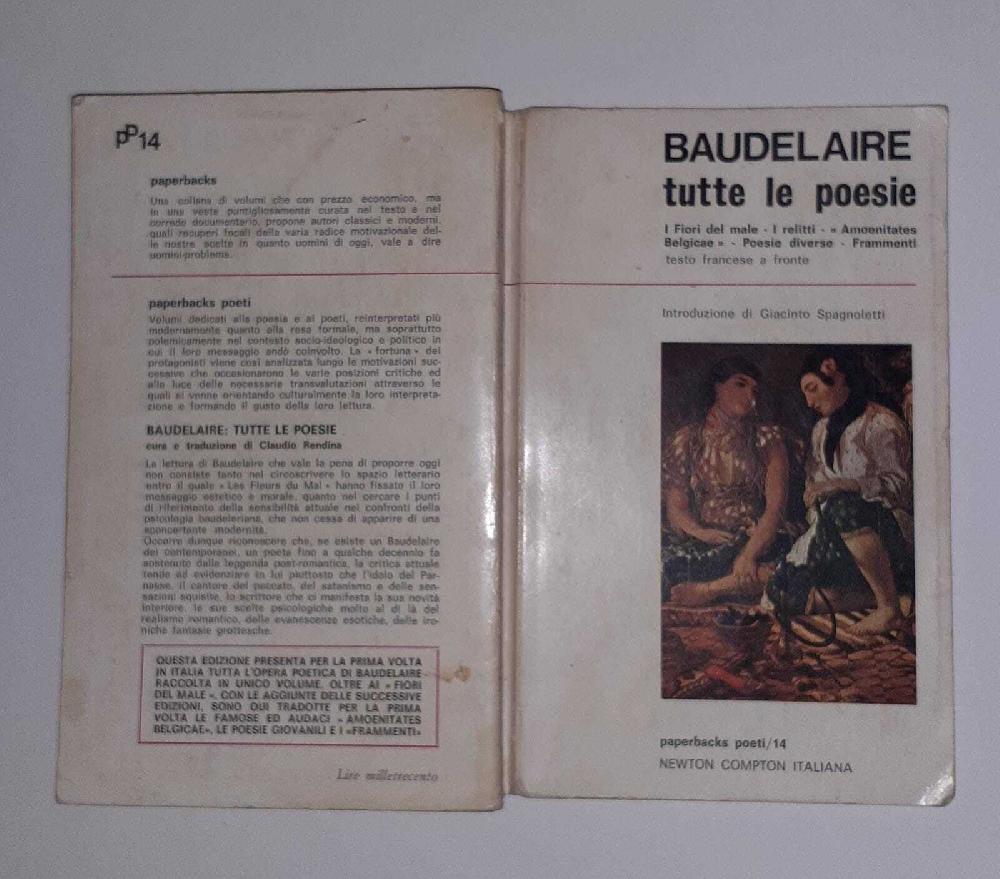 pP14
paperbacks
Una collana di volumi che con prezzo economico, ma
in una veste puntigliosamente curata nel testo e nel
corredo documentario, propone autori classici e moderni,
quali recuperi focali della varia radice motivazionale del-
le nostre scelte in quanto uomini di oggi, vale a dire
uomini-problema.
paperbacks poeti
Volumi dedicati alla poesia e ai poeti, reinterpretati più
modernamente quanto alla resa formale, ma soprattutto
polemicamente nel contesto socio-ideologico e politico in
cui il loro messaggio andò coinvolto. La « fortuna » dei
protagonisti viene così analizzata lungo le motivazioni suc-
cessive che occasionarono le varie posizioni critiche ed
alla luce delle necessarie transvalutazioni attraverso le
quali si venne orientando culturalmente la loro interpreta-
zione e formando il gusto della loro lettura.
BAUDELAIRE: TUTTE LE POESIE
cura e traduzione di Claudio Rendina
La lettura di Baudelaire che vale la pena di proporre oggi
non consiste tanto nel circoscrivere lo spazio letterario
entro il quale « Les Fleurs du Mal » hanno fissato il loro
messaggio estetico e morale, quanto nel cercare i punti
di riferimento della sensibilità attuale nei confronti della
psicologia baudeleriana, che non cessa di apparire di una
sconcertante modernità.
Occorre dunque riconoscere che, se esiste un Baudelaire
dei contemporanei, un poeta fino a qualche decennio fa
sostenuto dalla leggenda post-romantica, la critica attuale
tende ad evidenziare in lui piuttosto che l'idolo del Par-
nasse, il cantore del peccato, del satanismo e delle sen-
sazioni squisite, lo scrittore che ci manifesta la sua novità
interiore, le sue scelte psicologiche molto al di là del
realismo romantico, delle evanescenze esotiche, delle iro-
niche fantasie grottesche.
QUESTA EDIZIONE PRESENTA PER LA PRIMA VOLTA
IN ITALIA TUTTA L'OPERA POETICA DI BAUDELAIRE
RACCOLTA IN UNICO VOLUME. OLTRE AI « FIORI
DEL MALE », CON LE AGGIUNTE DELLE SUCCESSIVE
EDIZIONI, SONO QUI TRADOTTE PER LA PRIMA
VOLTA LE FAMOSE ED AUDACI « AMOENITATES
BELGICAE», LE POESIE GIOVANILI E I «FRAMMENTI»
Lire milletrecento
BAUDELAIRE
tutte le poesie
I Fiori del male - I relitti - « Amoenitates
Belgicae » - Poesie diverse - Frammenti
testo francese a fronte
Introduzione di Giacinto Spagnoletti
paperbacks poeti/14
NEWTON COMPTON ITALIANA